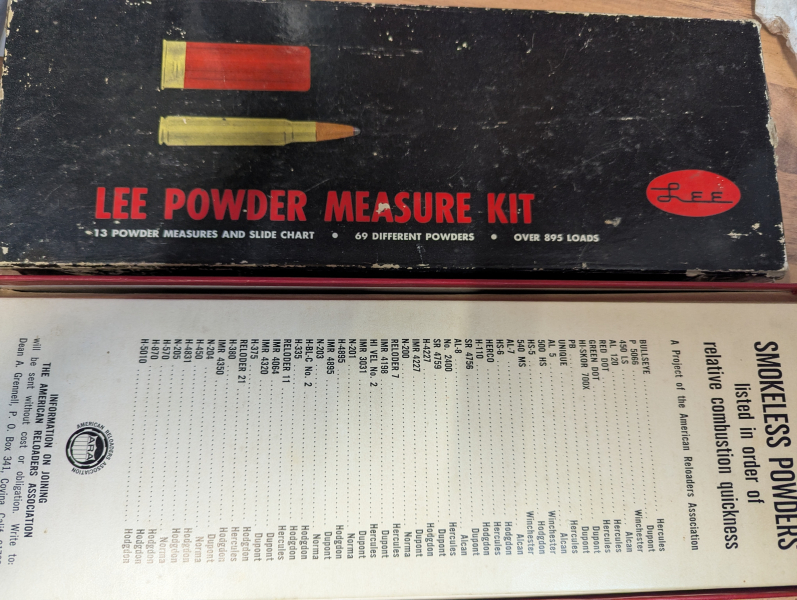 LEE POWDER MEASURE KIT
LEE
13 POWDER MEASURES AND SLIDE CHART • 69 DIFFERENT POWDERS • OVER 895 LOADS
SMOKELESS POWDERS
listed in order of
relative combustion quickness
A Project of the American Reloaders Association
BULLSEYE Hercules
P 5066 Dupont
450 LS Winchester
AL 120 Alcan
RED DOT Hercules
GREEN DOT Hercules
HI-SKOR 700X Dupont
PB Dupont
UNIQUE Hercules
AL 5 Alcan
500 HS Winchester
HS-5 Hodgdon
540 MS Winchester
AL-7 Alcan
HS-6 Hodgdon
HERCO Hercules
H-110 Hodgdon
SR 4756 Dupont
AL-8 Alcan
No. 2400 Hercules
SR 4759 Dupont
H-4227 Hodgdon
IMR 4227 Dupont
N-200 Norma
RELODER 7 Hercules
IMR 4198 Dupont
HI VEL No. 2 Hercules
IMR 3031 Dupont
N-201 Norma
H-4895 Hodgdon
IMR 4895 Dupont
N-203 Norma
H-BL-C No. 2 Hodgdon
H-335 Hodgdon
RELODER 11 Hercules
IMR 4064 Dupont
IMR 4320 Dupont
H-375 Hodgdon
RELODER 21 Hercules
H-380 Hodgdon
IMR 4350 Dupont
N-204 Norma
H-450 Hodgdon
H-4831 Hodgdon
N-205 Norma
H-570 Hodgdon
H-870 Hodgdon
H-5010 Hodgdon
AMERICAN RELOADERS ASSOCIATION
ARA
INFORMATION ON JOINING
THE AMERICAN RELOADERS ASSOCIATION
will be sent without cost or obligation. Write to:
Dean A. Grennell, P. O. Box 341, Covina, Calif.